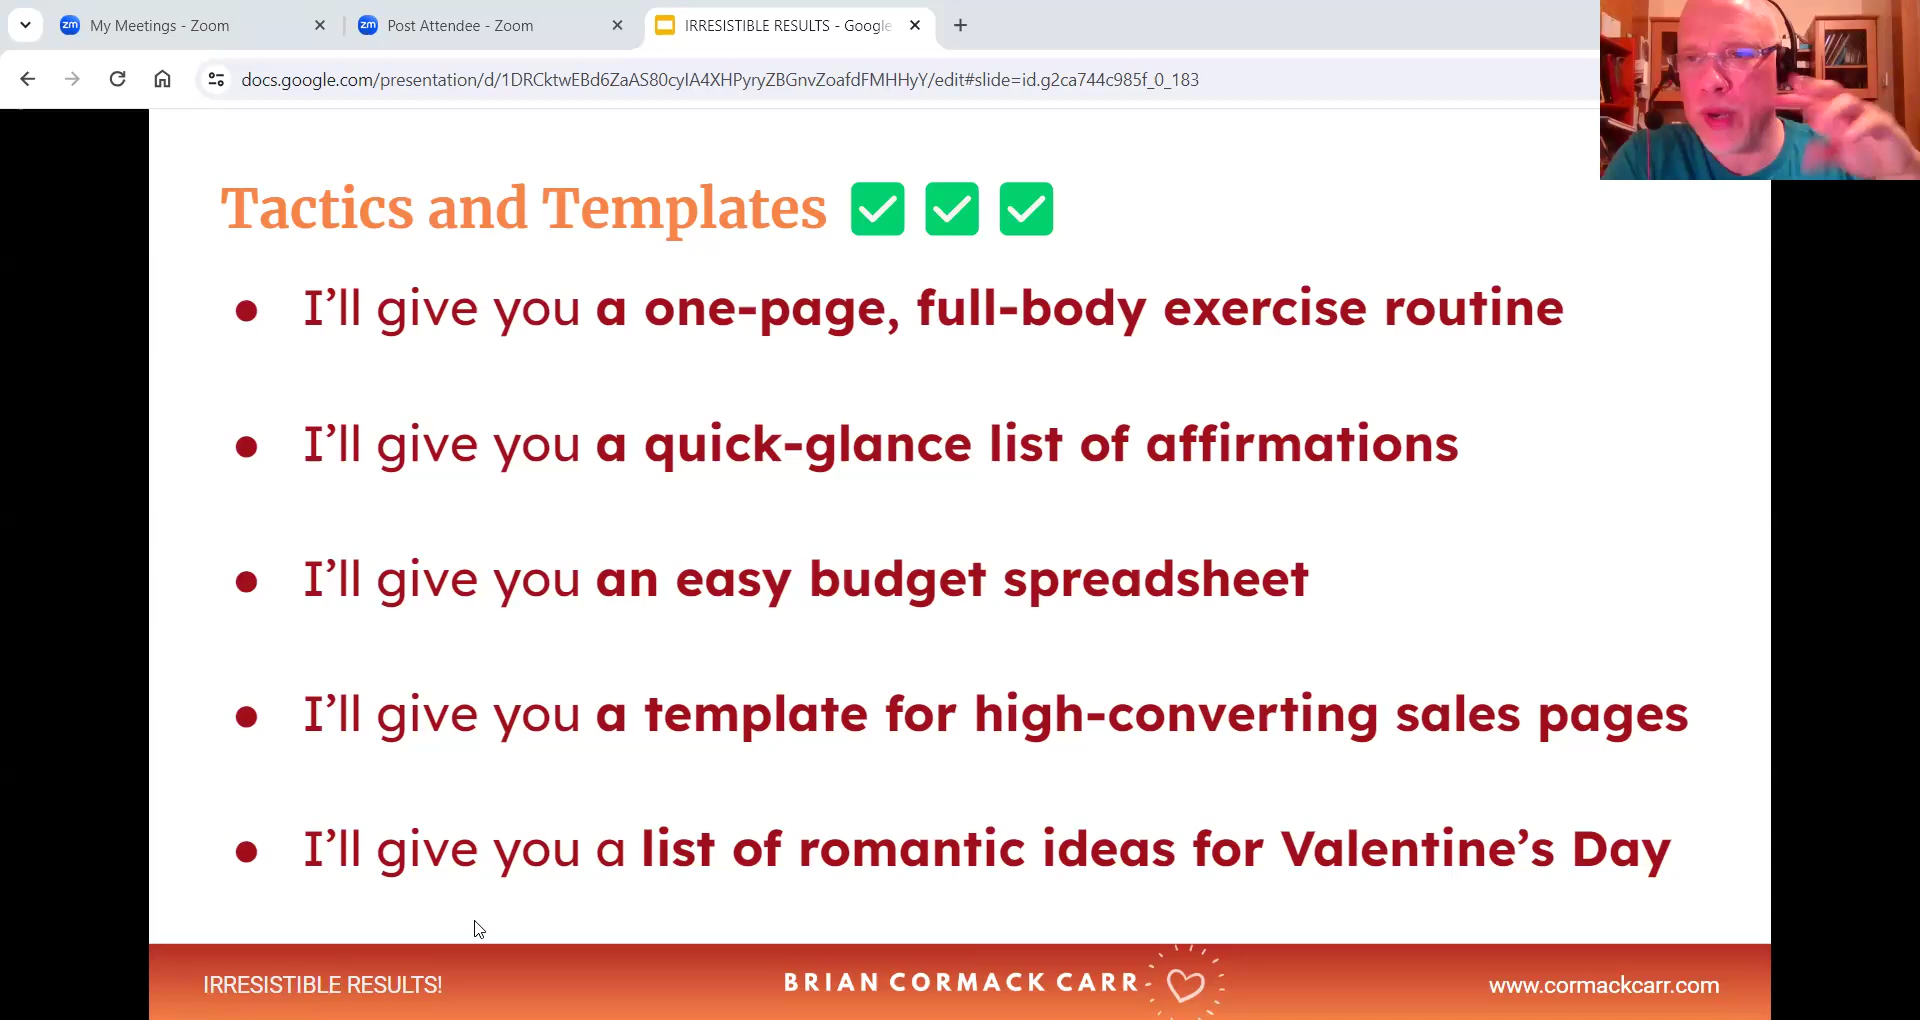 My Meetings - Zoom
Post Attendee - Zoom
IRRESISTIBLE RESULTS - Google
docs.google.com/presentation/d/1DRCktwEBd6ZaAS80cyIA4XHPyryZBGnvZoafdFMHHyY/edit#slide=id.g2ca744c985f_0_183
Tactics and Templates
I’ll give you a one-page, full-body exercise routine
I’ll give you a quick-glance list of affirmations
I’ll give you an easy budget spreadsheet
I’ll give you a template for high-converting sales pages
I’ll give you a list of romantic ideas for Valentine’s Day
IRRESISTIBLE RESULTS!
BRIAN CORMACK CARR
www.cormackcarr.com